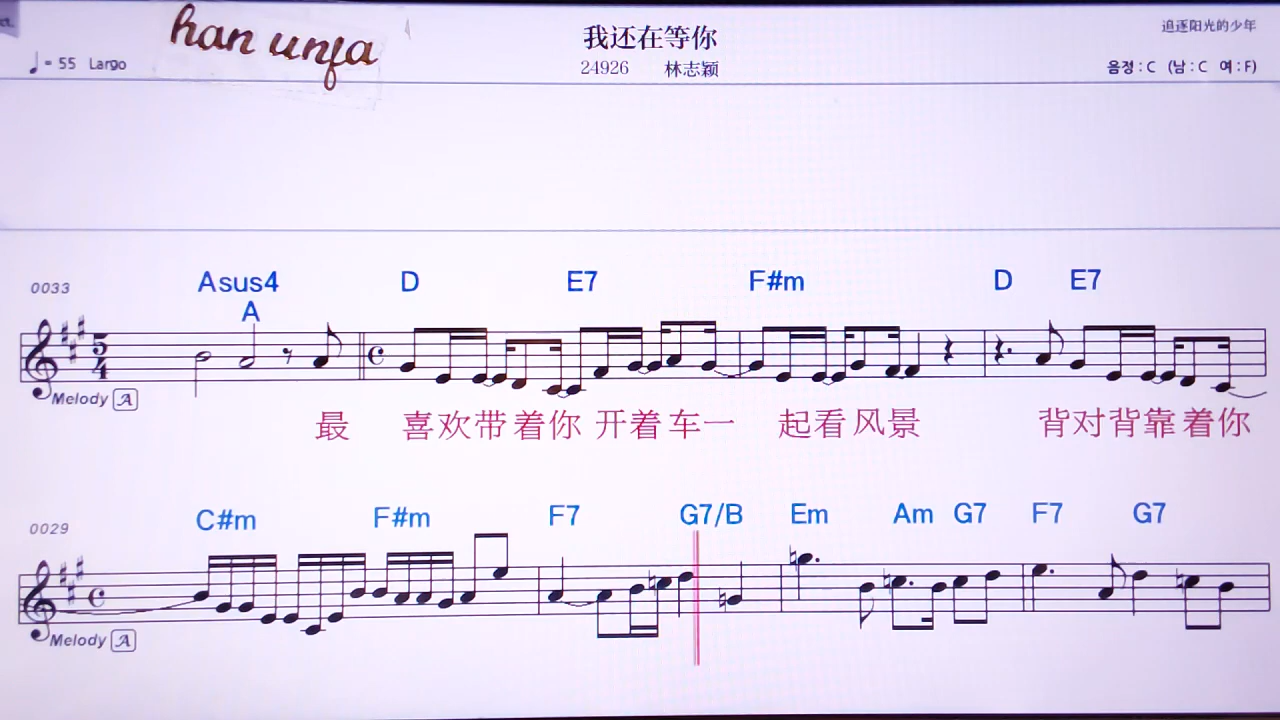 han unfa
我还在等你
追逐阳光的少年
♩= 55 Largo
24926 林志颖
음정 : C (남 : C 여 : F)
0033
Asus4 D E7 F#m D E7
A
5
4
Melody A
最 喜欢带着你 开着车一 起看风景 背对背靠着你
0029
C#m F#m F7 G7/B Em Am G7 F7 G7
Melody A